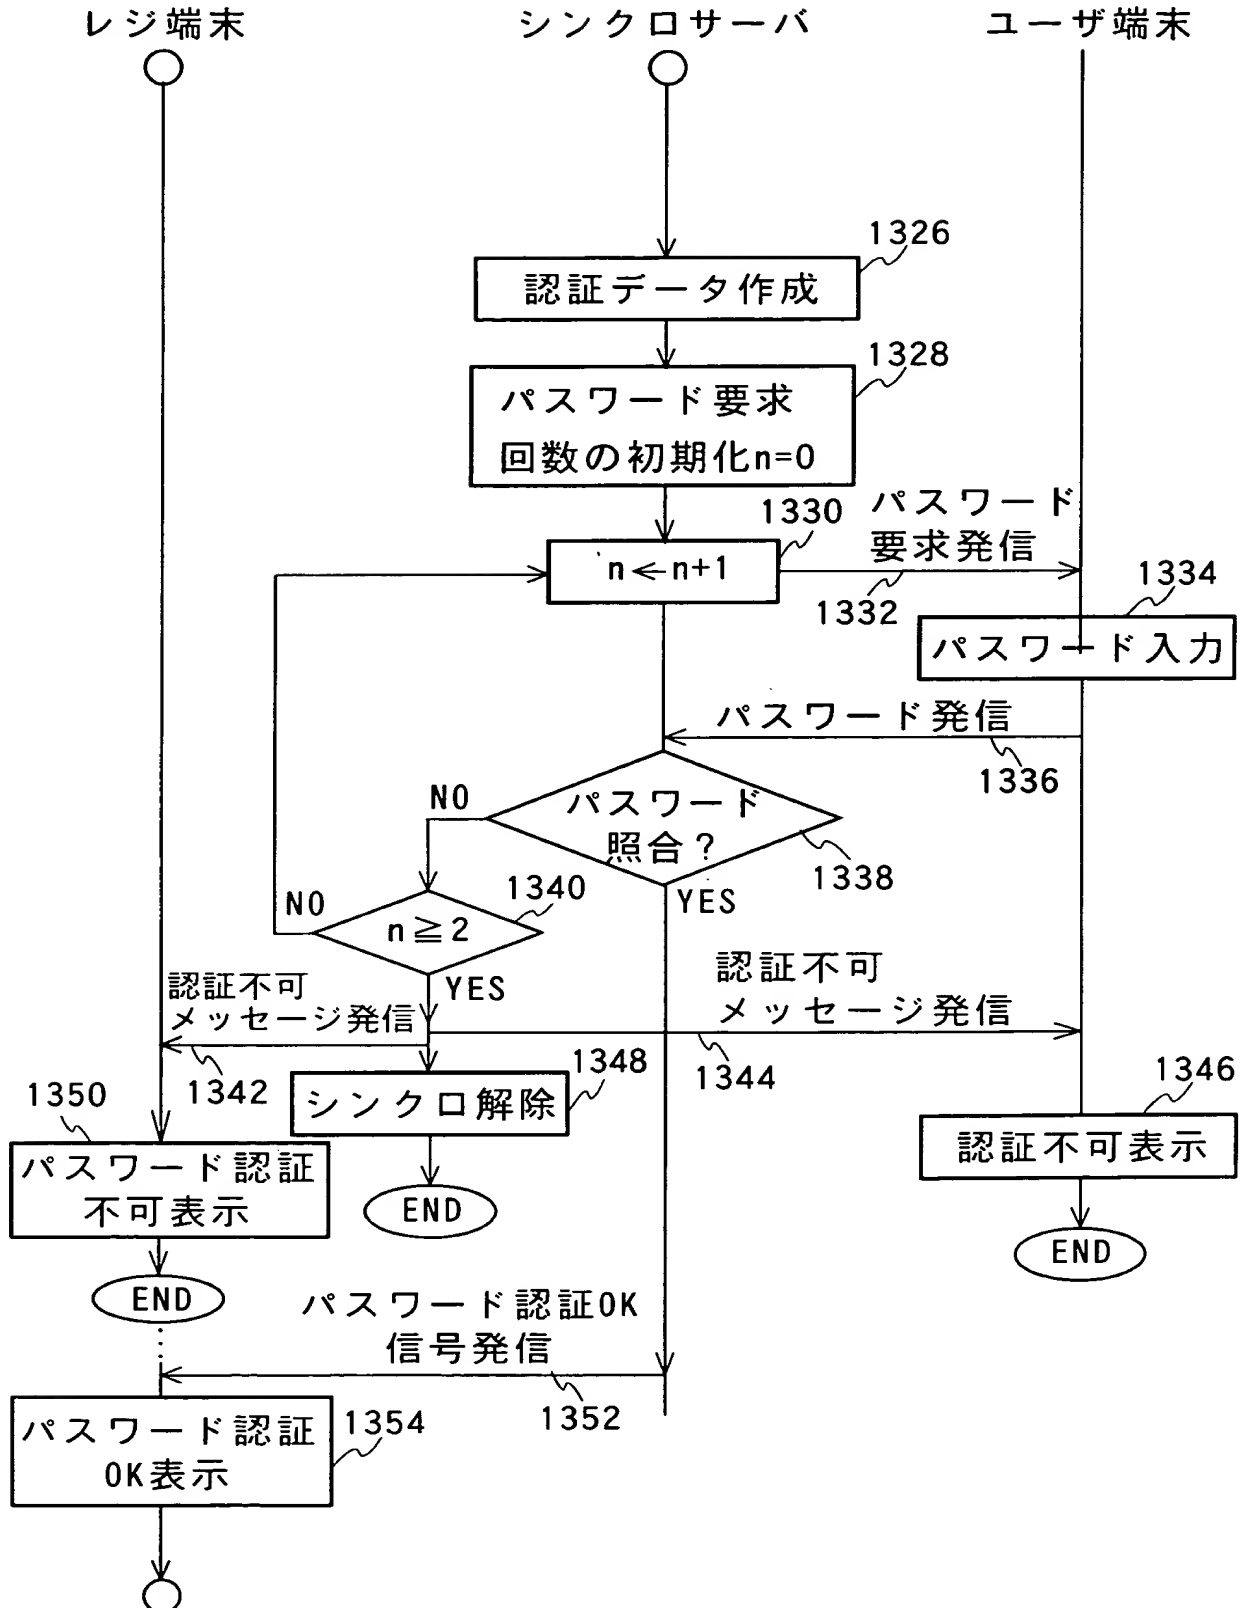 レジ端末
シンクロサーバ
ユーザ端末
1326
認証データ作成
1328
パスワード要求
回数の初期化n=0
1330
パスワード
要求発信
n←n+1
1332
1334
パスワード入力
パスワード発信
1336
NO
パスワード
照合?
1338
1340
NO
YES
n≧2
認証不可
メッセージ発信
YES
認証不可
メッセージ発信
1342
1344
1348
1346
1350
シンクロ解除
認証不可表示
パスワード認証
不可表示
END
END
END
パスワード認証OK
信号発信
1352
パスワード認証
OK表示
1354